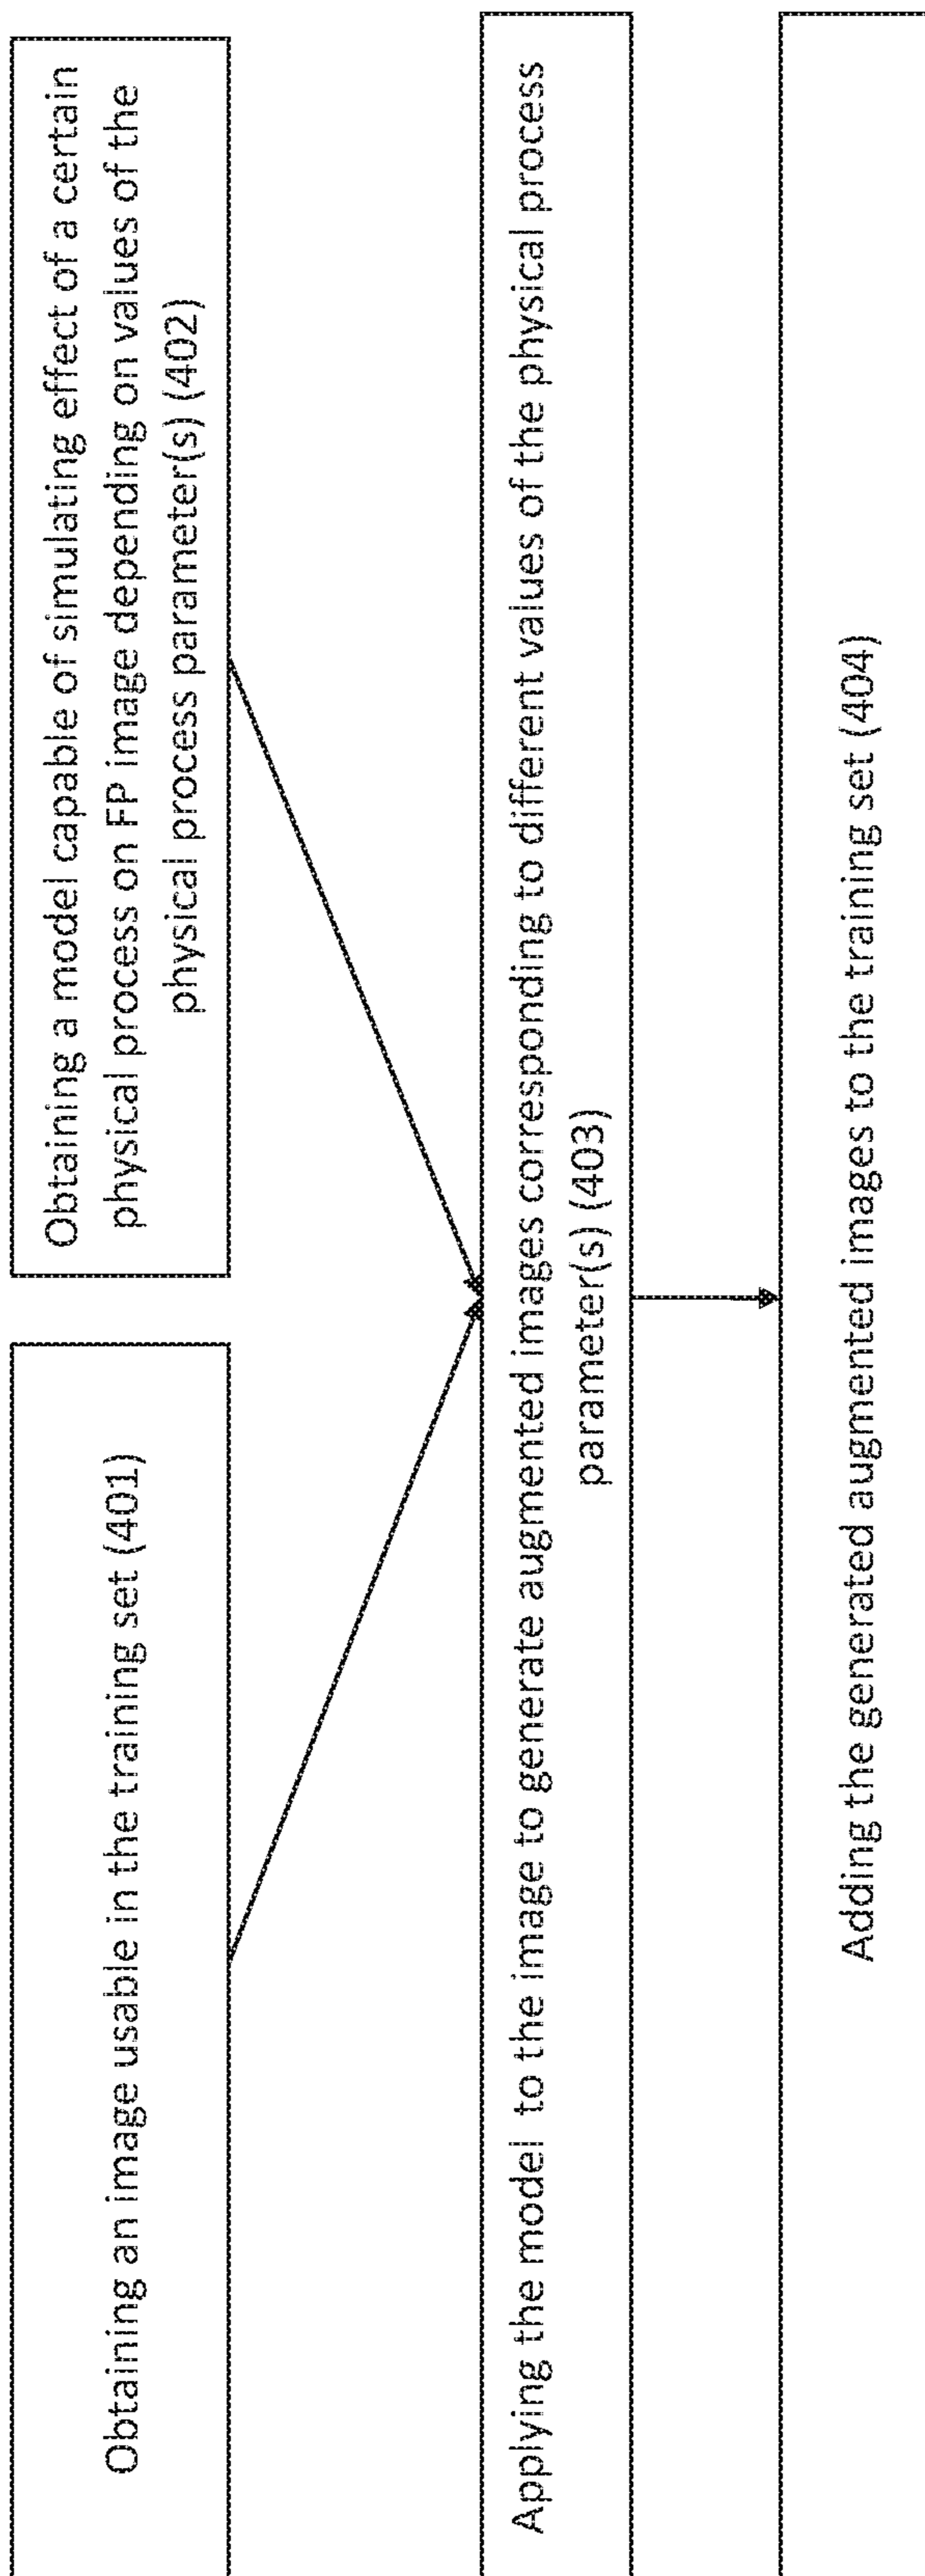 Obtaining an image usable in the training set (401)
Obtaining a model capable of simulating effect of a certain
physical process on FP image depending on values of the
physical process parameter(s) (402)
Applying the model to the image to generate augmented images corresponding to different values of the physical process
parameter(s) (403)
Adding the generated augmented images to the training set (404)